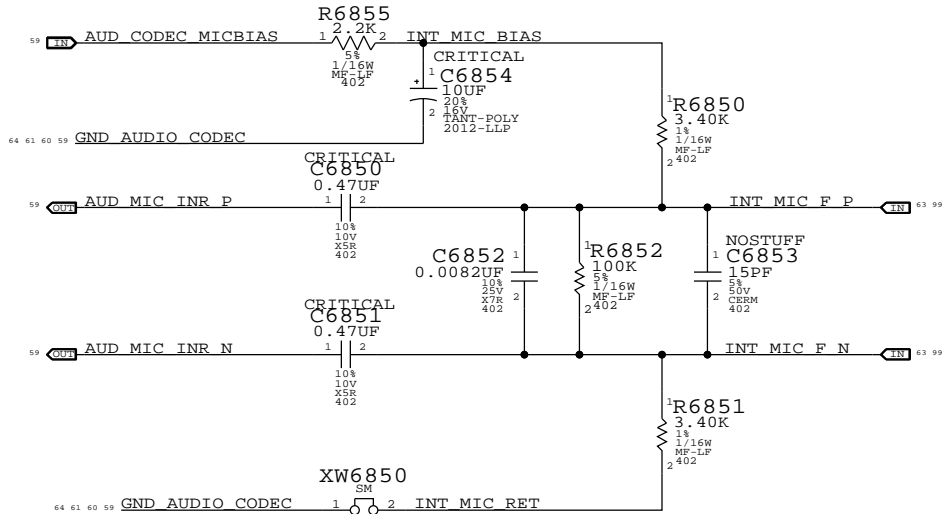 R6855
2.2K
59 IN AUD_CODEC_MICBIAS 1 2 INT_MIC_BIAS
5%
1/16W
MF-LF
402
CRITICAL
1 C6854
+
10UF
20%
2 16V
TANT-POLY
2012-LLP
64 61 60 59 GND_AUDIO_CODEC
1 R6850
3.40K
1%
1/16W
MF-LF
2 402
CRITICAL
C6850
0.47UF
59 OUT AUD_MIC_INR_P 1 2 INT_MIC_F_P IN 63 99
10%
10V
X5R
402
C6852 1
0.0082UF
10%
25V
X7R 2
402
1 R6852
100K
5%
1/16W
MF-LF
2 402
NOSTUFF
1 C6853
15PF
5%
50V
2 CERM
402
CRITICAL
C6851
0.47UF
59 OUT AUD_MIC_INR_N 1 2 INT_MIC_F_N IN 63 99
10%
10V
X5R
402
1 R6851
3.40K
1%
1/16W
MF-LF
2 402
XW6850
SM
64 61 60 59 GND_AUDIO_CODEC 1 2 INT_MIC_RET